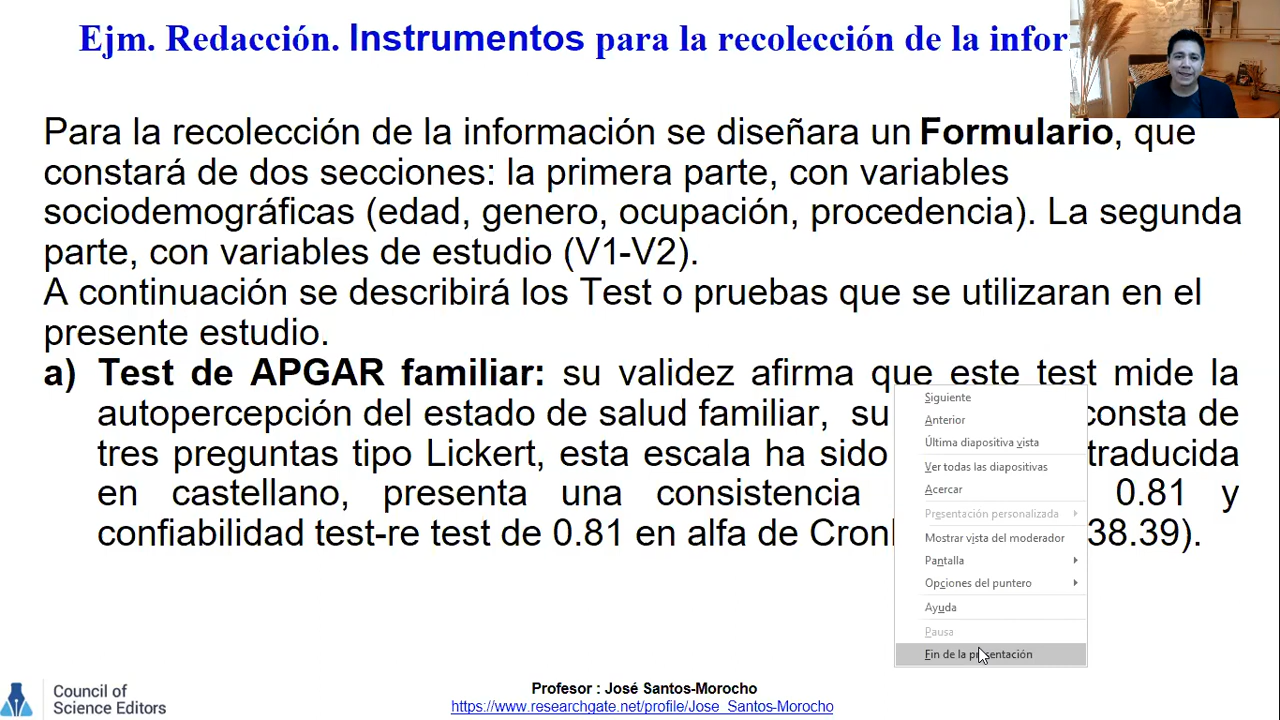 Ejm. Redacción. Instrumentos para la recolección de la infor
Para la recolección de la información se diseñara un Formulario, que
constará de dos secciones: la primera parte, con variables
sociodemográficas (edad, genero, ocupación, procedencia). La segunda
parte, con variables de estudio (V1-V2).
A continuación se describirá los Test o pruebas que se utilizaran en el
presente estudio.
a) Test de APGAR familiar: su validez afirma que este test mide la
autopercepción del estado de salud familiar, su consta de
tres preguntas tipo Lickert, esta escala ha sido traducida
en castellano, presenta una consistencia 0.81 y
confiabilidad test-re test de 0.81 en alfa de Cron 38.39).
Siguiente
Anterior
Última diapositiva vista
Ver todas las diapositivas
Acercar
Presentación personalizada
Mostrar vista del moderador
Pantalla
Opciones del puntero
Ayuda
Pausa
Fin de la presentación
Council of
Science Editors
Profesor : José Santos-Morocho
https://www.researchgate.net/profile/Jose_Santos-Morocho